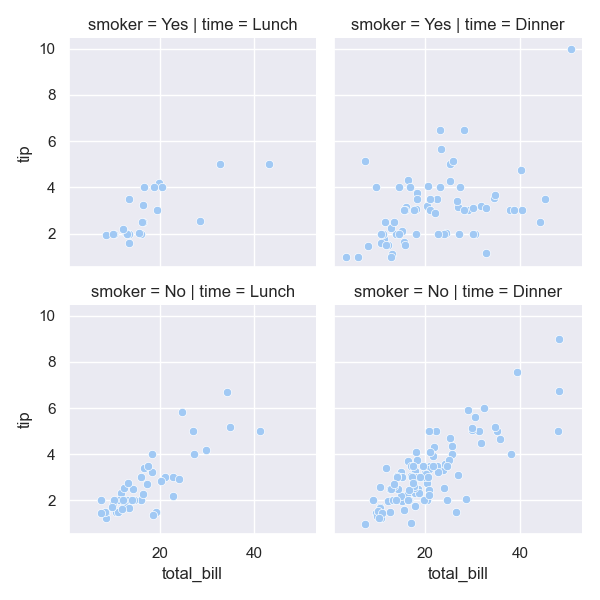 smoker = Yes | time = Lunch
smoker = Yes | time = Dinner
10
8
6
4
2
tip
smoker = No | time = Lunch
smoker = No | time = Dinner
10
8
6
4
2
tip
20
40
20
40
total_bill
total_bill